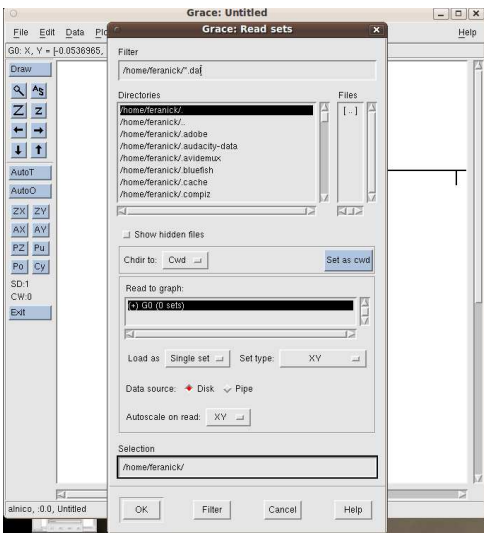 Grace: Untitled
File Edit Data Plo
Help
G0: X, Y = [-0.0536965,
Draw
A S
Z z
AutoT
AutoO
ZX ZY
AX AY
PZ Pu
Po Cy
SD:1
CW:0
Exit
alnico, :0.0, Untitled
Grace: Read sets
Filter
/home/feranick/*.dat
Directories
Files
/home/feranick/.
[ .. ]
/home/feranick/..
/home/feranick/.adobe
/home/feranick/.audacity-data
/home/feranick/.avidemux
/home/feranick/.bluefish
/home/feranick/.cache
/home/feranick/.compiz
Show hidden files
Chdir to: Cwd
Set as cwd
Read to graph:
(+) G0 (0 sets)
Load as Single set Set type: XY
Data source: Disk Pipe
Autoscale on read: XY
Selection
/home/feranick/
OK Filter Cancel Help